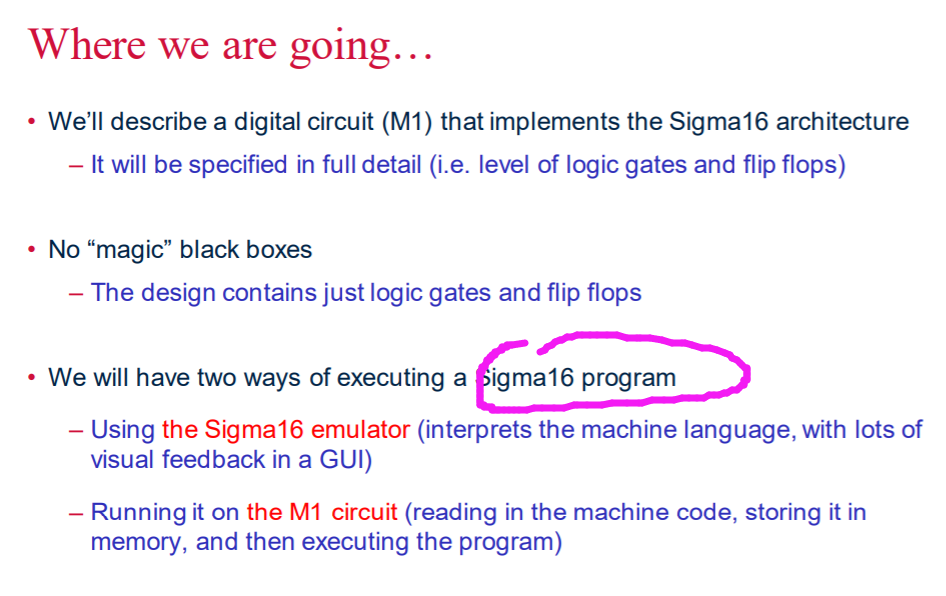 Where we are going…
• We’ll describe a digital circuit (M1) that implements the Sigma16 architecture
– It will be specified in full detail (i.e. level of logic gates and flip flops)
• No “magic” black boxes
– The design contains just logic gates and flip flops
• We will have two ways of executing a Sigma16 program
– Using the Sigma16 emulator (interprets the machine language, with lots of
visual feedback in a GUI)
– Running it on the M1 circuit (reading in the machine code, storing it in
memory, and then executing the program)